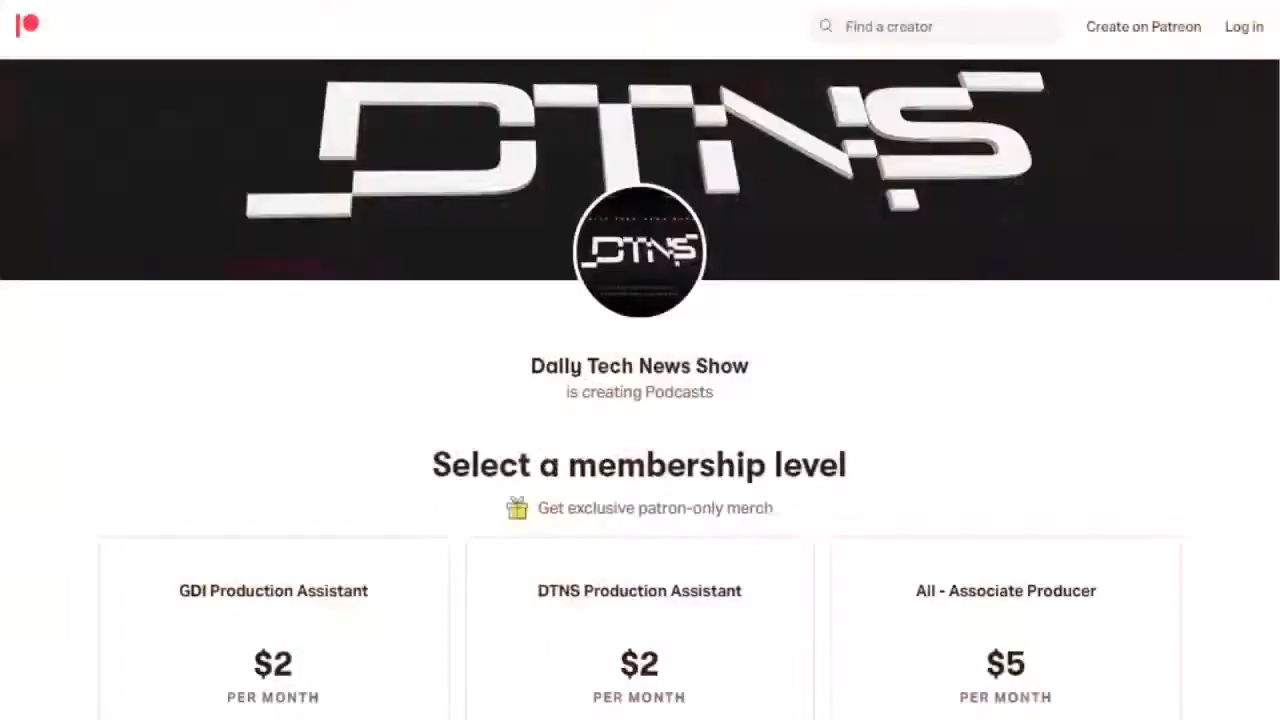 Find a creator
Create on Patreon
Log in
DTNS
DTNS
Daily Tech News Show
is creating Podcasts
Select a membership level
Get exclusive patron-only merch
GDI Production Assistant
DTNS Production Assistant
All - Associate Producer
$2
$2
$5
PER MONTH
PER MONTH
PER MONTH